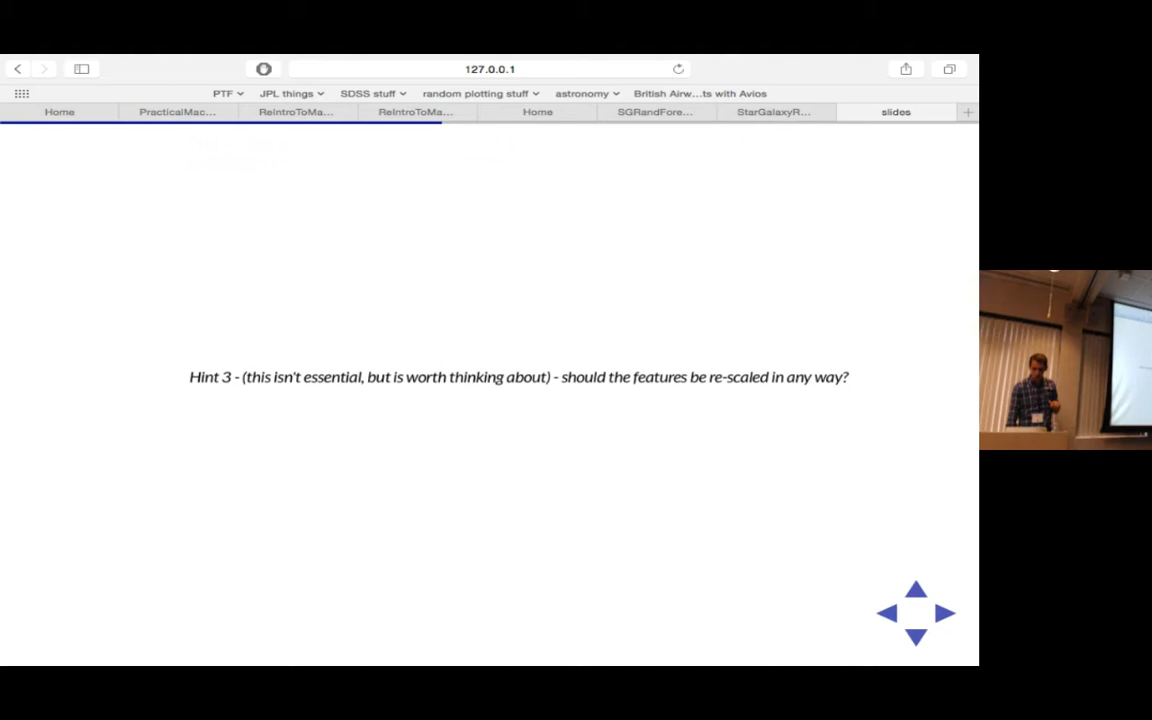 127.0.0.1
PTF JPL things SDSS stuff random plotting stuff astronomy British Airw...ts with Avios
Home PracticalMac... ReIntroToMa... ReIntroToMa... Home SGRandFore... StarGalaxyR... slides
Hint 3 - (this isn't essential, but is worth thinking about) - should the features be re-scaled in any way?